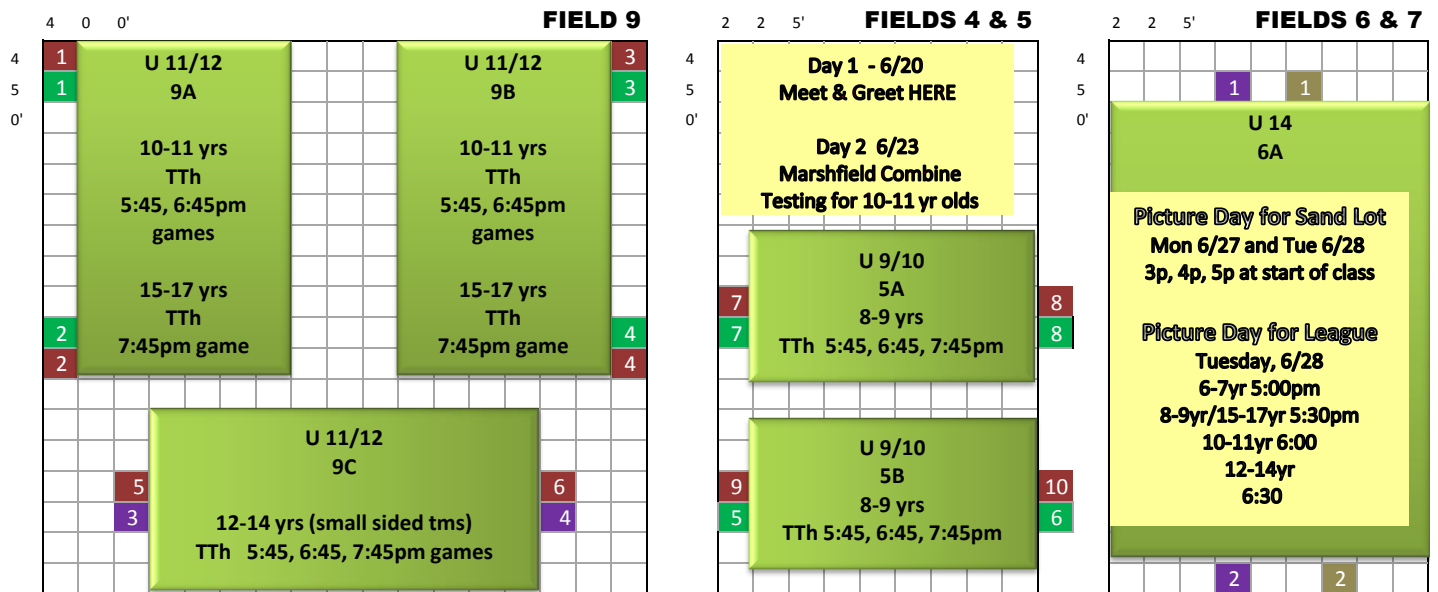 4 0 0'
FIELD 9
4
5
0'
1
1
U 11/12
9A
10-11 yrs
TTh
5:45, 6:45pm
games
15-17 yrs
TTh
7:45pm game
2
2
U 11/12
9B
10-11 yrs
TTh
5:45, 6:45pm
games
15-17 yrs
TTh
7:45pm game
3
3
4
4
5
3
U 11/12
9C
12-14 yrs (small sided tms)
TTh 5:45, 6:45, 7:45pm games
6
4
2 2 5'
FIELDS 4 & 5
4
5
0'
Day 1 - 6/20
Meet & Greet HERE
Day 2 6/23
Marshfield Combine
Testing for 10-11 yr olds
7
7
U 9/10
5A
8-9 yrs
TTh 5:45, 6:45, 7:45pm
8
8
9
5
U 9/10
5B
8-9 yrs
TTh 5:45, 6:45, 7:45pm
10
6
2 2 5'
FIELDS 6 & 7
4
5
0'
1
1
U 14
6A
Picture Day for Sand Lot
Mon 6/27 and Tue 6/28
3p, 4p, 5p at start of class
Picture Day for League
Tuesday, 6/28
6-7yr 5:00pm
8-9yr/15-17yr 5:30pm
10-11yr 6:00
12-14yr
6:30
2
2